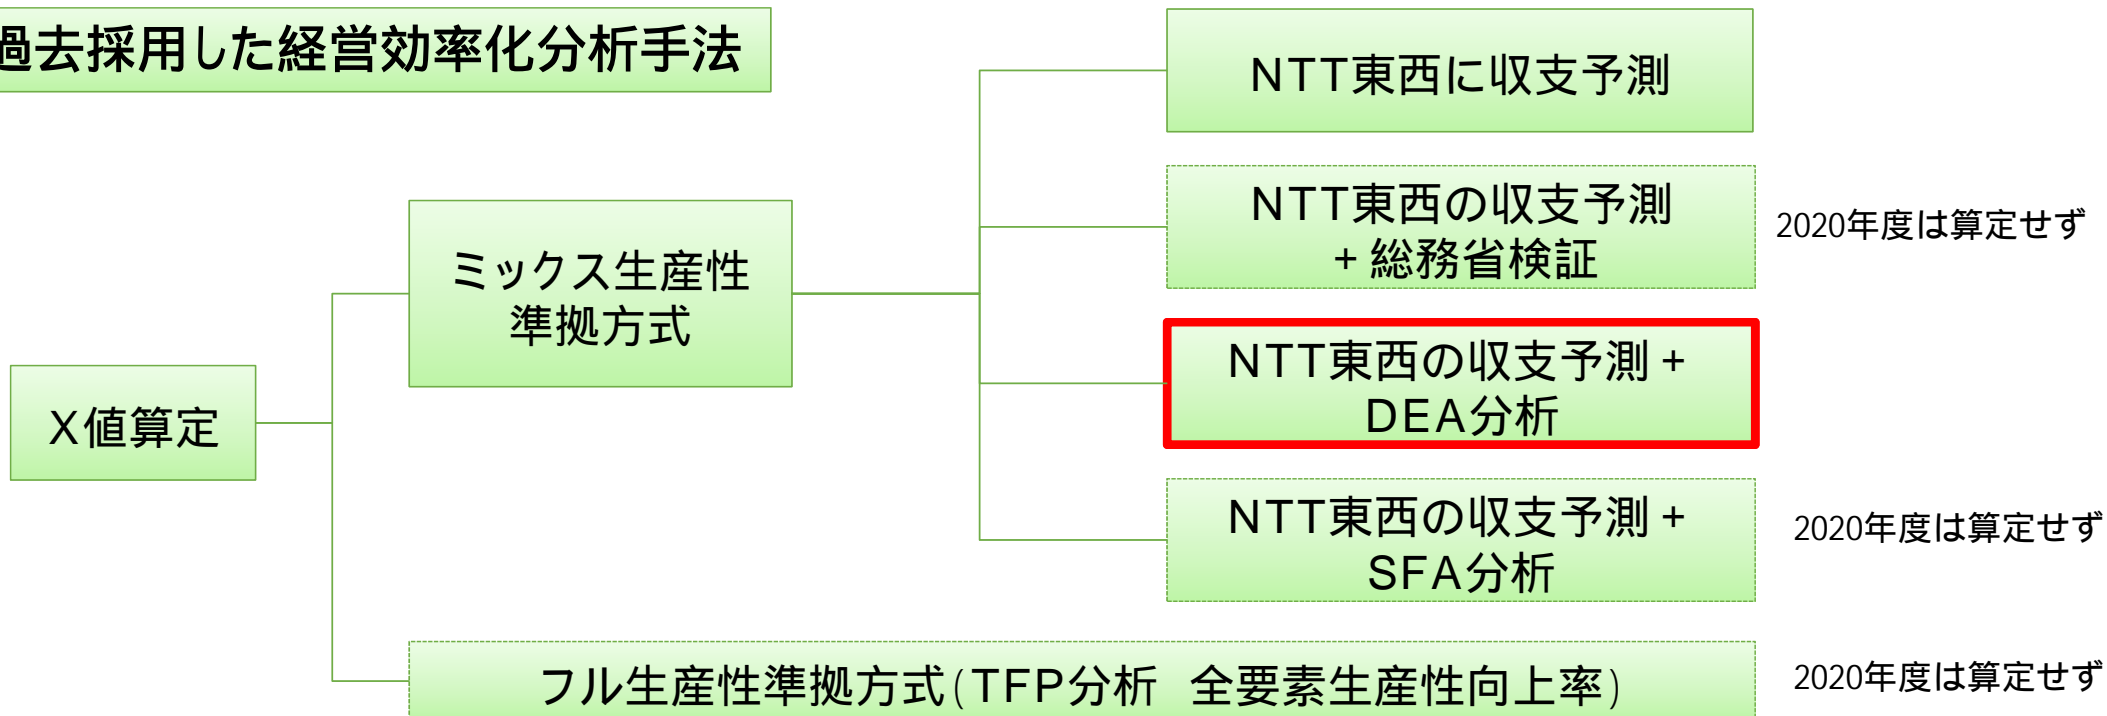 過去採用した経営効率化分析手法
NTT東西に収支予測
NTT東西の収支予測
+総務省検証
2020年度は算定せず
ミックス生産性
準拠方式
NTT東西の収支予測+
DEA分析
X値算定
NTT東西の収支予測+
SFA分析
2020年度は算定せず
フル生産性準拠方式(TFP分析　全要素生産性向上率)
2020年度は算定せず